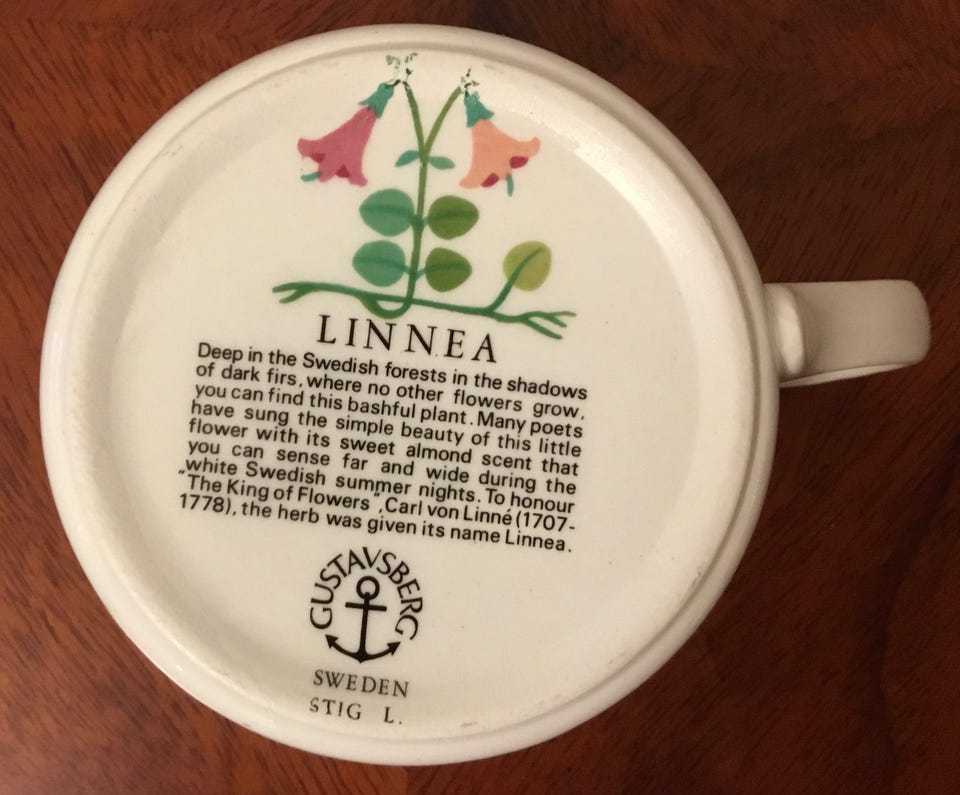 LINNEA
Deep in the Swedish forests in the shadows
of dark firs, where no other flowers grow,
you can find this bashful plant. Many poets
have sung the simple beauty of this little
flower with its sweet almond scent that
you can sense far and wide during the
white Swedish summer nights. To honour
„The King of Flowers”, Carl von Linné (1707-
1778), the herb was given its name Linnea.
GUSTAVSBERG
SWEDEN
STIG L.